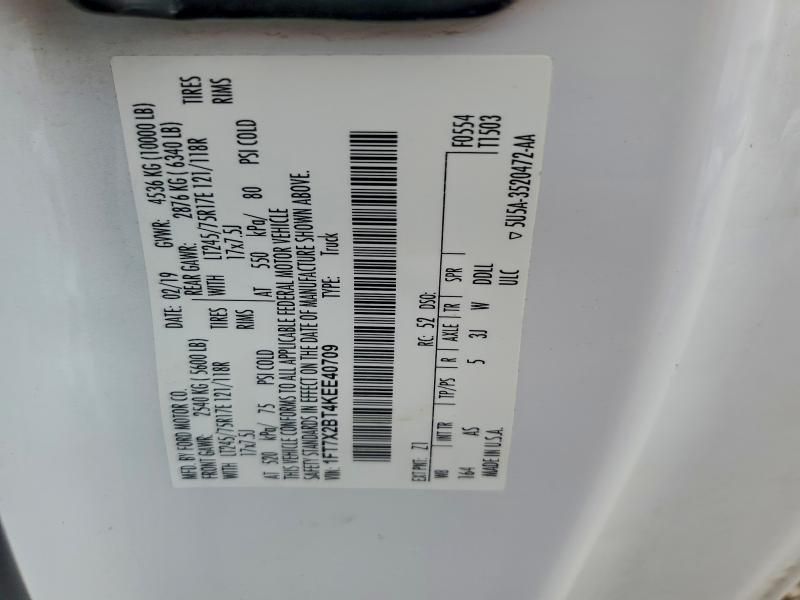 MFD. BY FORD MOTOR CO.
DATE: 02/19 GVWR: 4536 KG (10000 LB)
FRONT GAWR: 2540 KG ( 5600 LB) REAR GAWR: 2876 KG ( 6340 LB)
WITH LT245/75R17E 121/118R TIRES WITH LT245/75R17E 121/118R TIRES
17x7.5J RIMS 17x7.5J RIMS
AT 520 kPa/ 75 PSI COLD AT 550 kPa/ 80 PSI COLD
THIS VEHICLE CONFORMS TO ALL APPLICABLE FEDERAL MOTOR VEHICLE
SAFETY STANDARDS IN EFFECT ON THE DATE OF MANUFACTURE SHOWN ABOVE.
VIN: 1FT7X2BT4KEE40709 TYPE: Truck
EXT PNT: Z1 RC: 52 DSO: F0554
WB INT TR TP/PS R AXLE TR SPR T1503
164 AS 5 3J W DDLL
MADE IN U.S.A. ULC ▽ 5U5A-3520472-AA